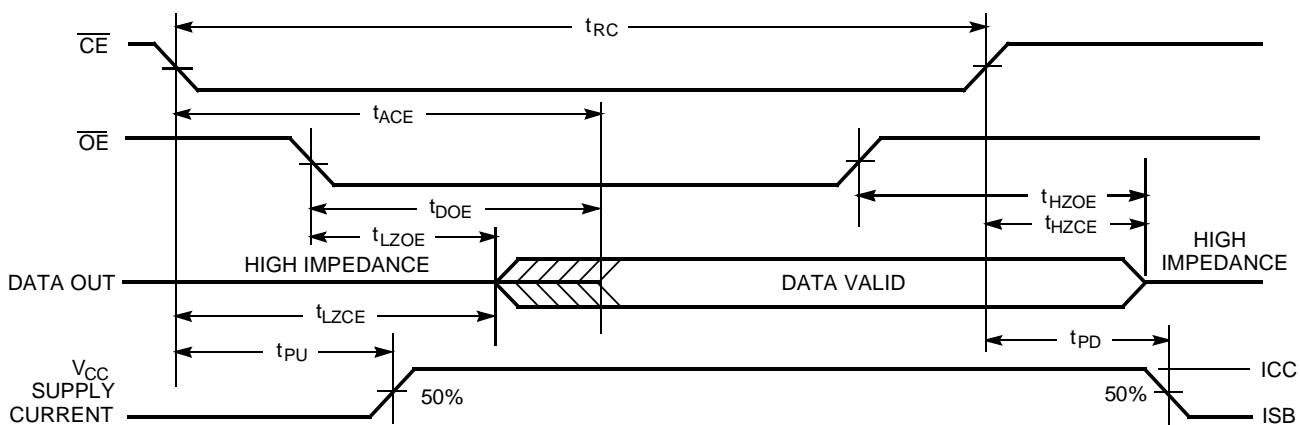 tRC
CE
tACE
OE
tHZOE
tDOE
tHZCE
tLZOE
HIGH
IMPEDANCE
HIGH IMPEDANCE
DATA OUT
DATA VALID
tLZCE
tPU
tPD
VCC
SUPPLY
CURRENT
50%
50%
ICC
ISB